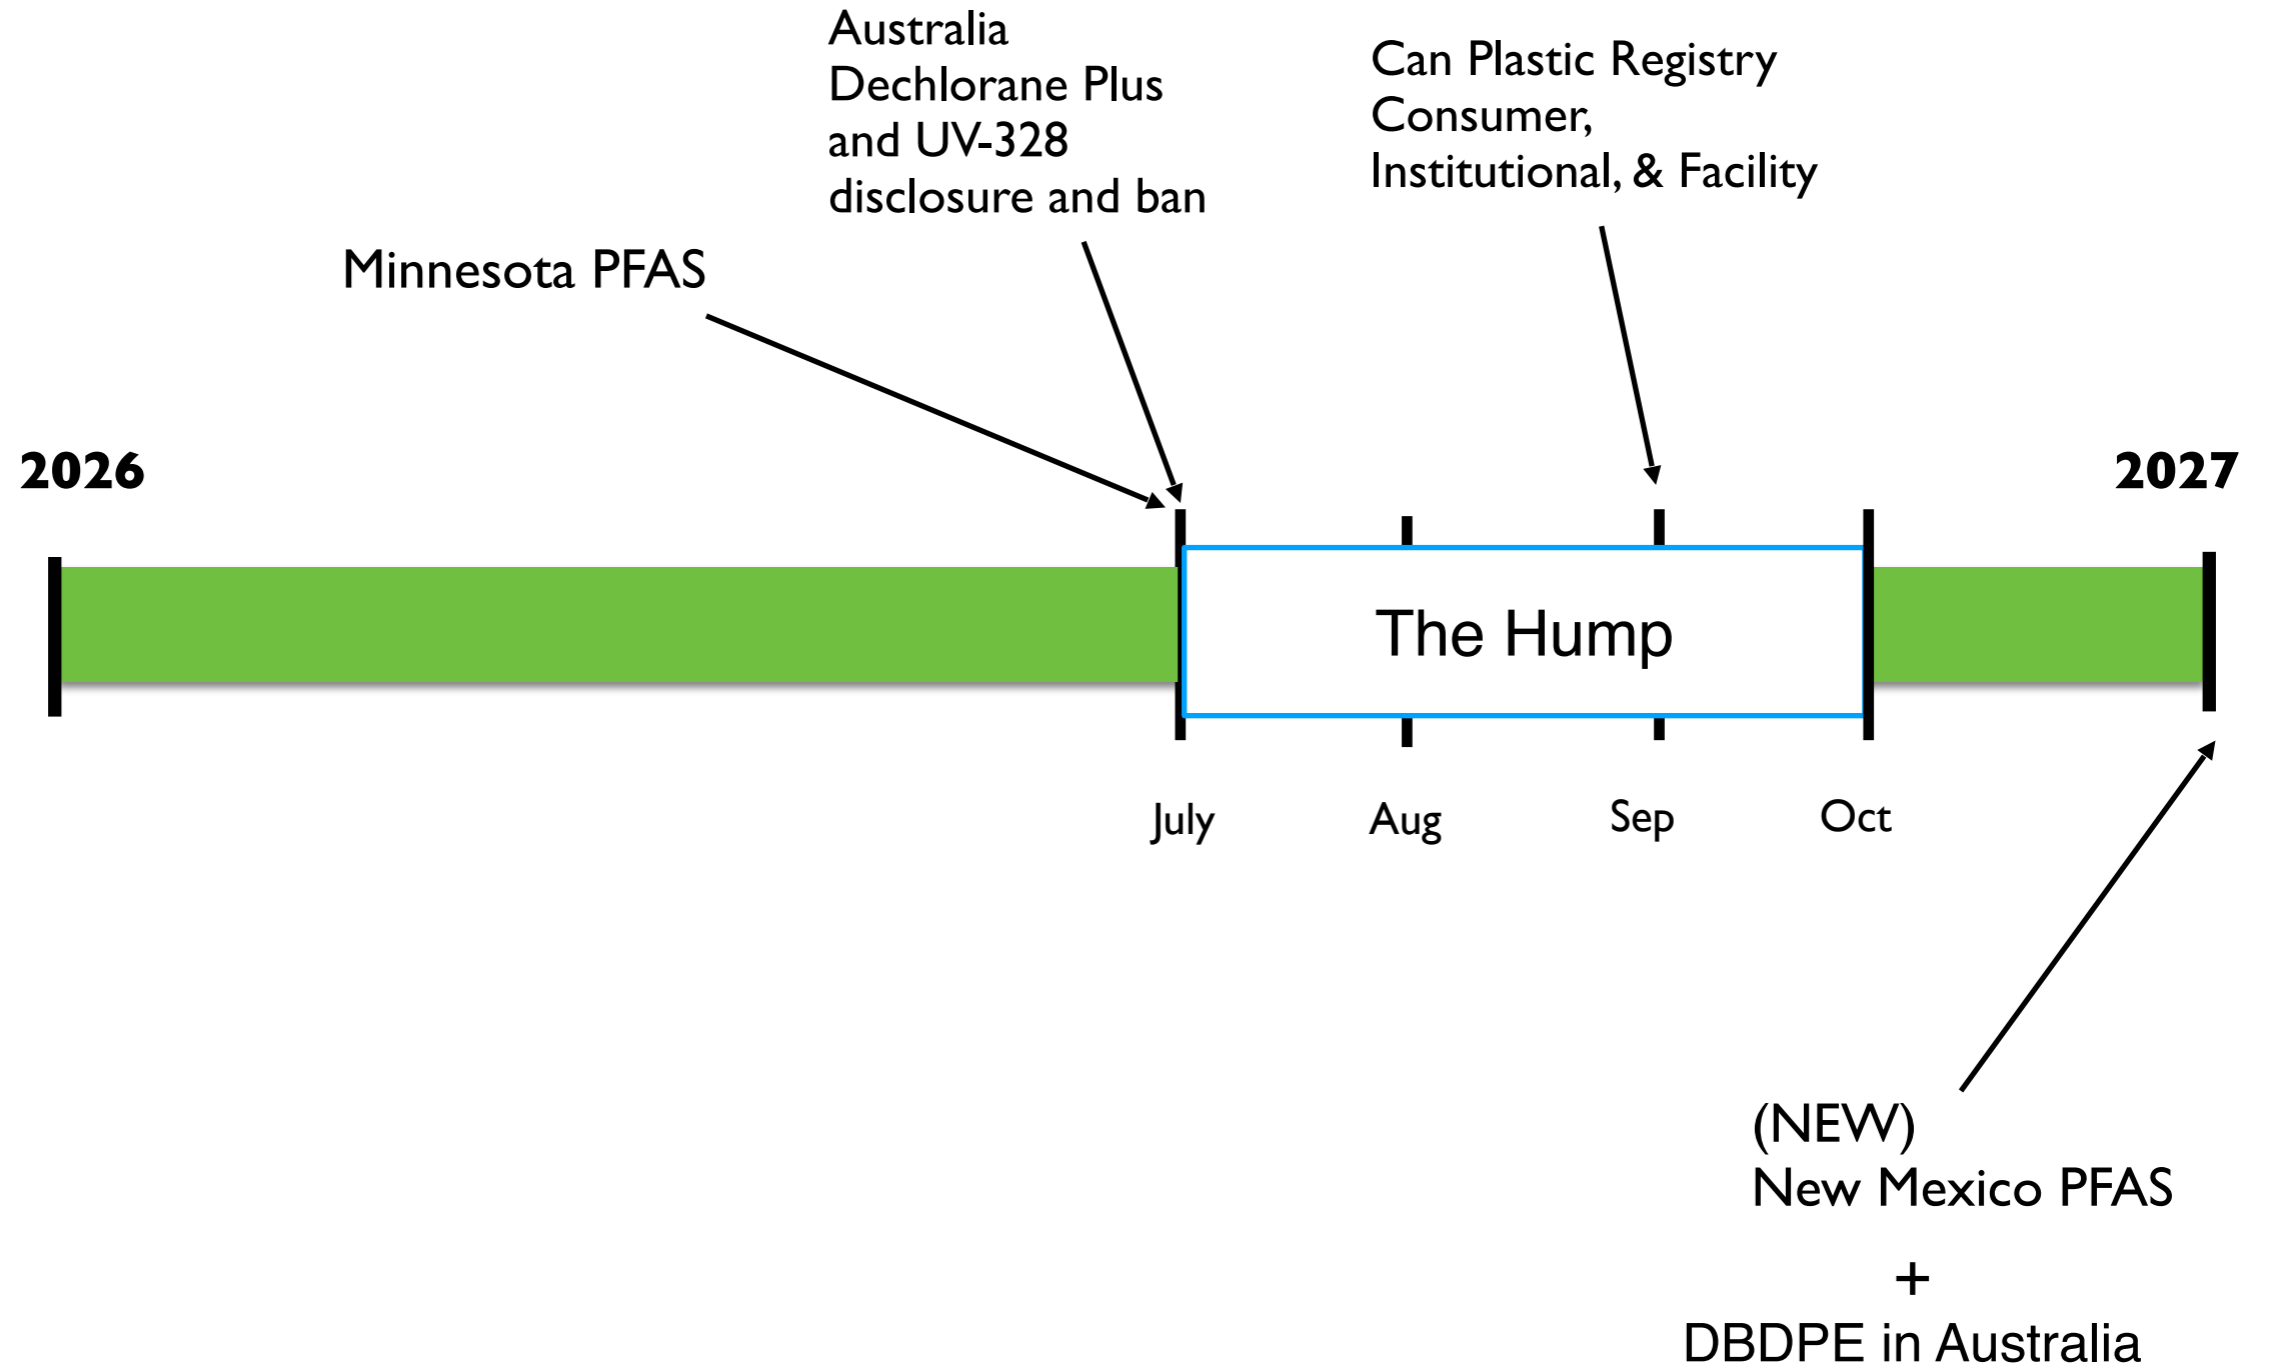 Australia
Dechlorane Plus
and UV-328
disclosure and ban
Can Plastic Registry
Consumer,
Institutional, & Facility
Minnesota PFAS
2026
2027
The Hump
July
Aug
Sep
Oct
(NEW)
New Mexico PFAS
+
DBDPE in Australia